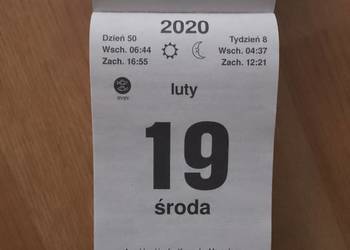 2020
Dzień 50
Tydzień 8
Wsch. 06:44
Wsch. 04:37
Zach. 16:55
Zach. 12:21
luty
19
środa